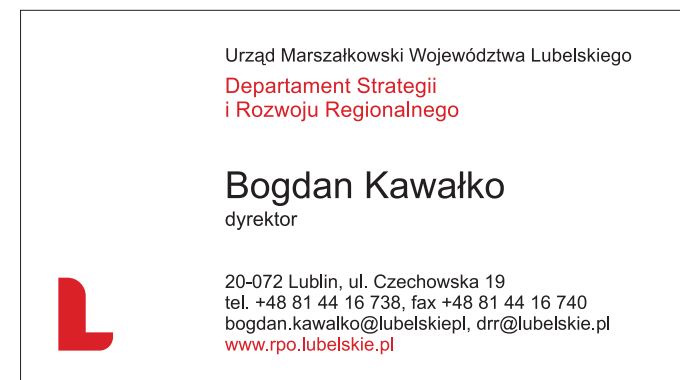 Urząd Marszałkowski Województwa Lubelskiego
Departament Strategii
i Rozwoju Regionalnego
Bogdan Kawałko
dyrektor
20-072 Lublin, ul. Czechowska 19
tel. +48 81 44 16 738, fax +48 81 44 16 740
bogdan.kawalko@lubelskiepl, drr@lubelskie.pl
www.rpo.lubelskie.pl